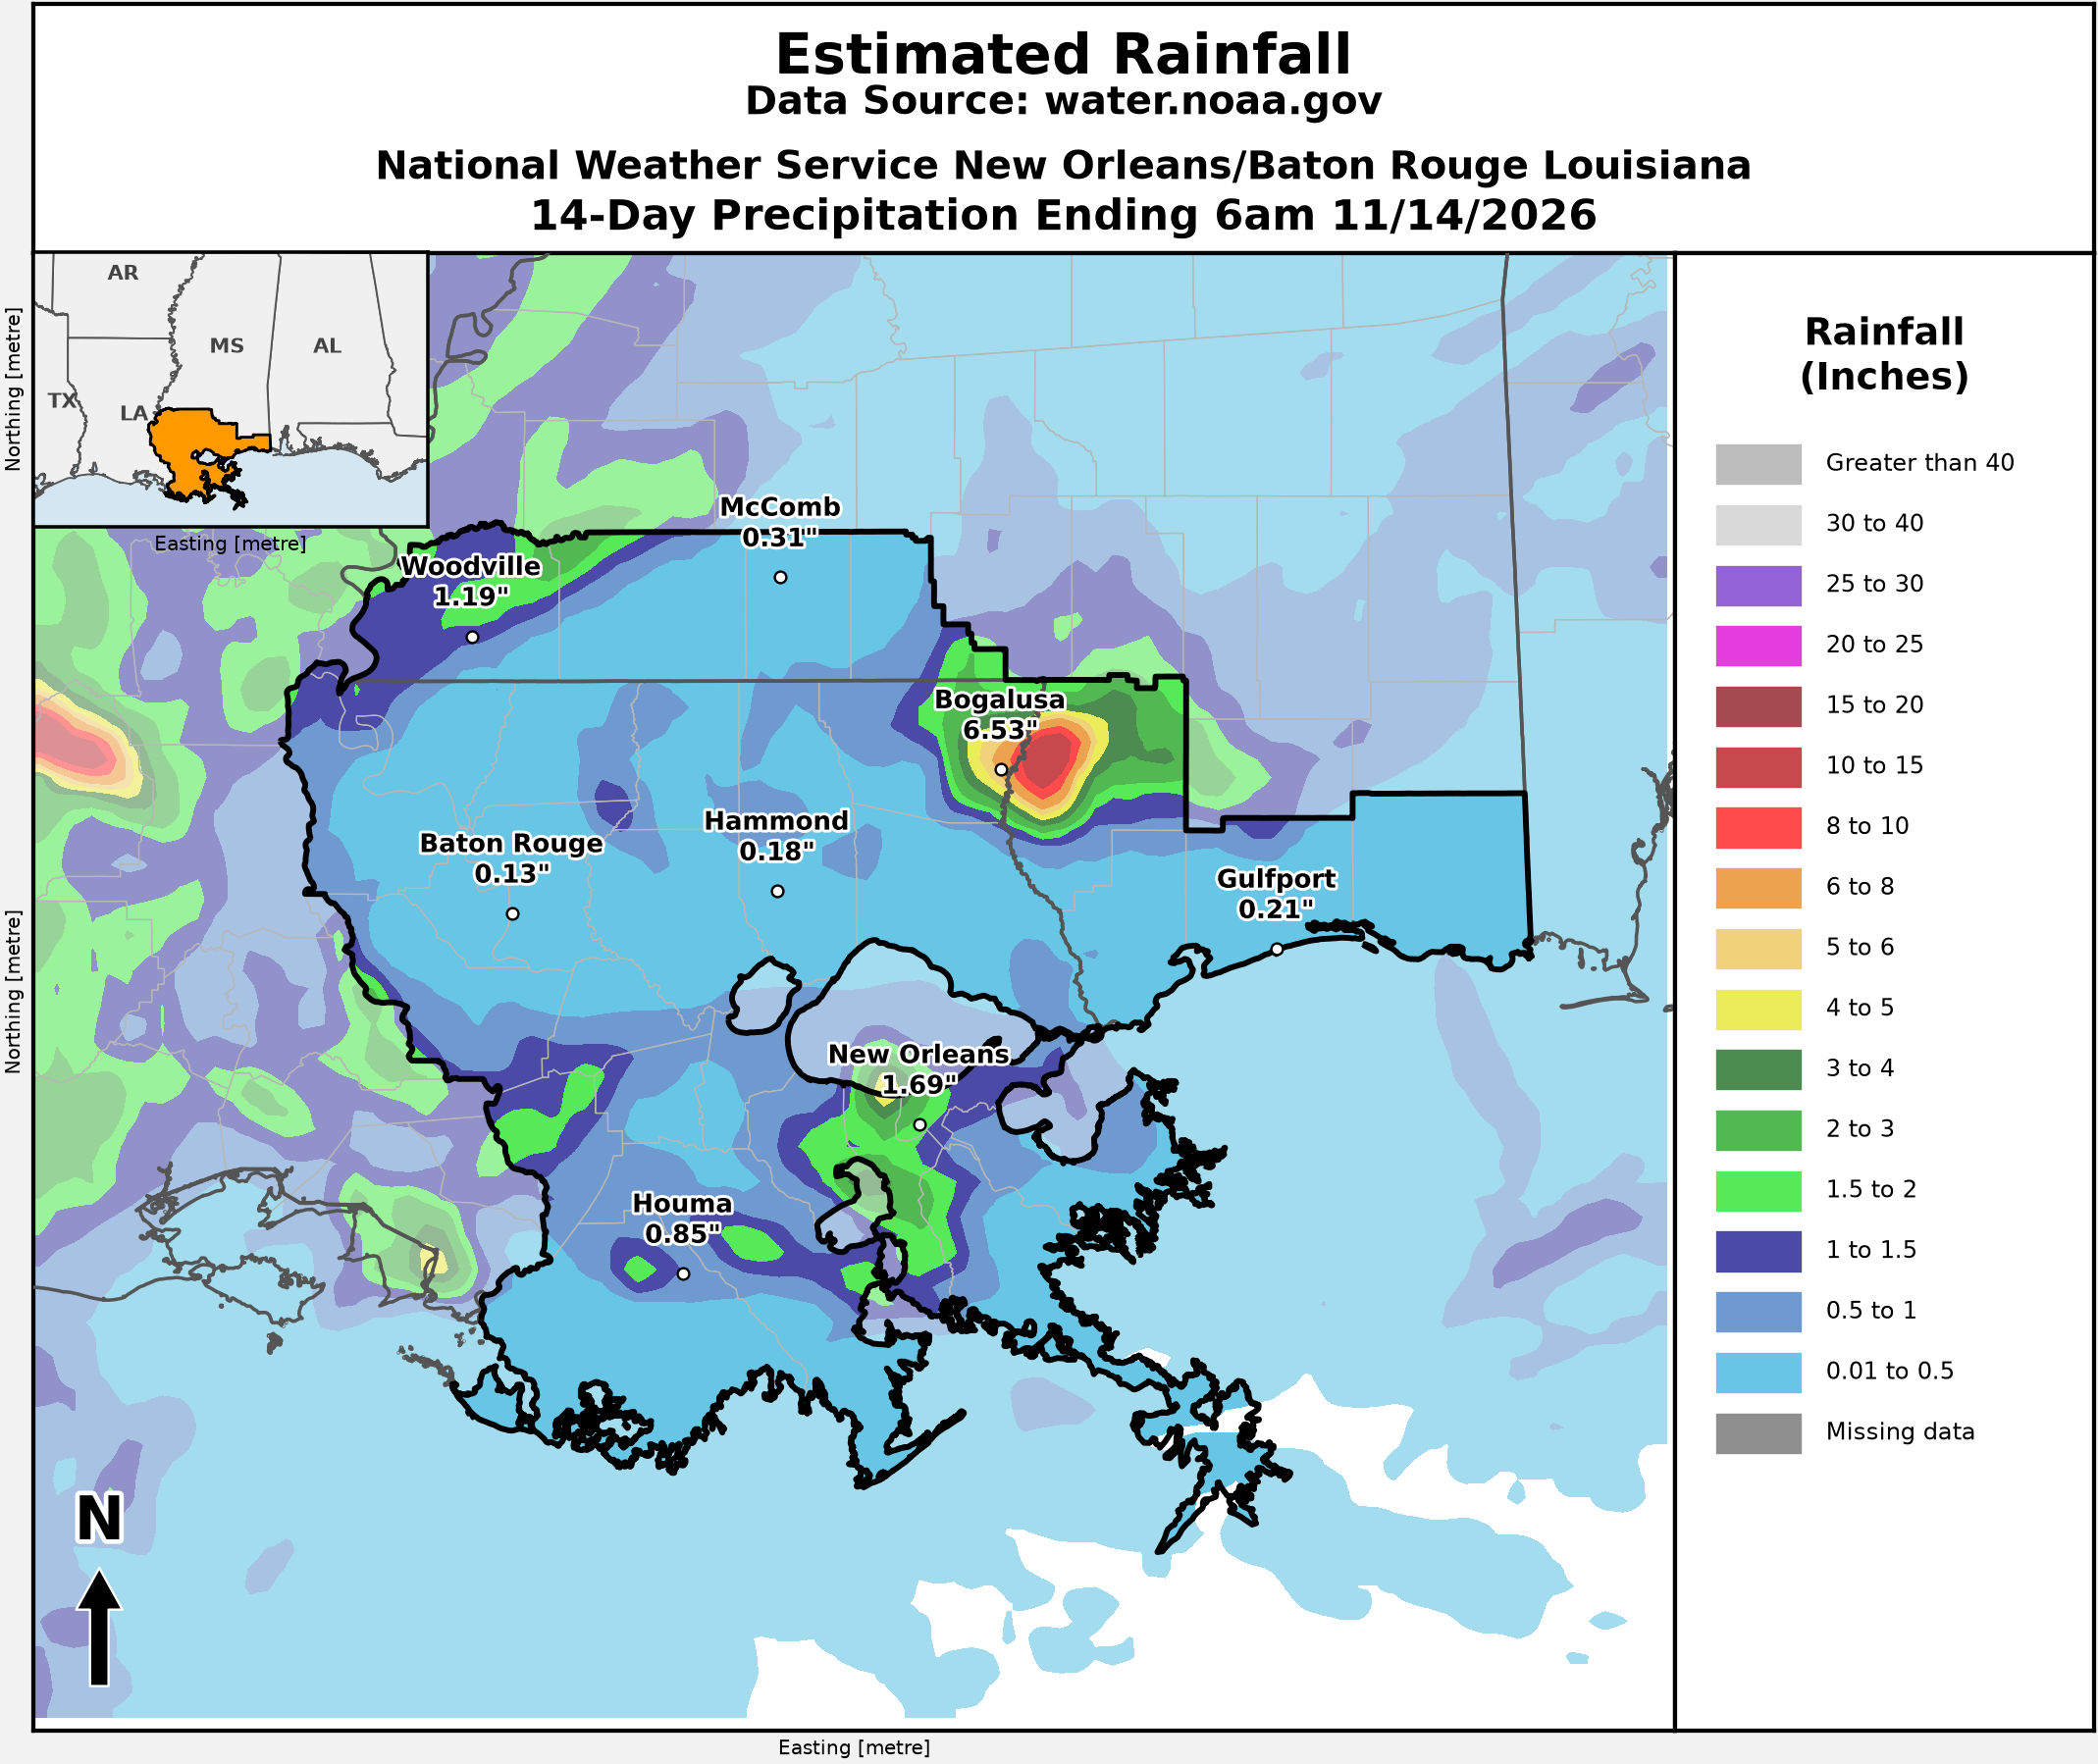 Estimated Rainfall
Data Source: water.noaa.gov
National Weather Service New Orleans/Baton Rouge Louisiana
14-Day Precipitation Ending 6am 11/14/2026
AR
MS
AL
TX
LA
Easting [metre]
Northing [metre]
Northing [metre]
McComb
0.31"
Woodville
1.19"
Bogalusa
6.53"
Hammond
0.18"
Baton Rouge
0.13"
Gulfport
0.21"
New Orleans
1.69"
Houma
0.85"
N
Easting [metre]
Rainfall
(Inches)
Greater than 40
30 to 40
25 to 30
20 to 25
15 to 20
10 to 15
8 to 10
6 to 8
5 to 6
4 to 5
3 to 4
2 to 3
1.5 to 2
1 to 1.5
0.5 to 1
0.01 to 0.5
Missing data